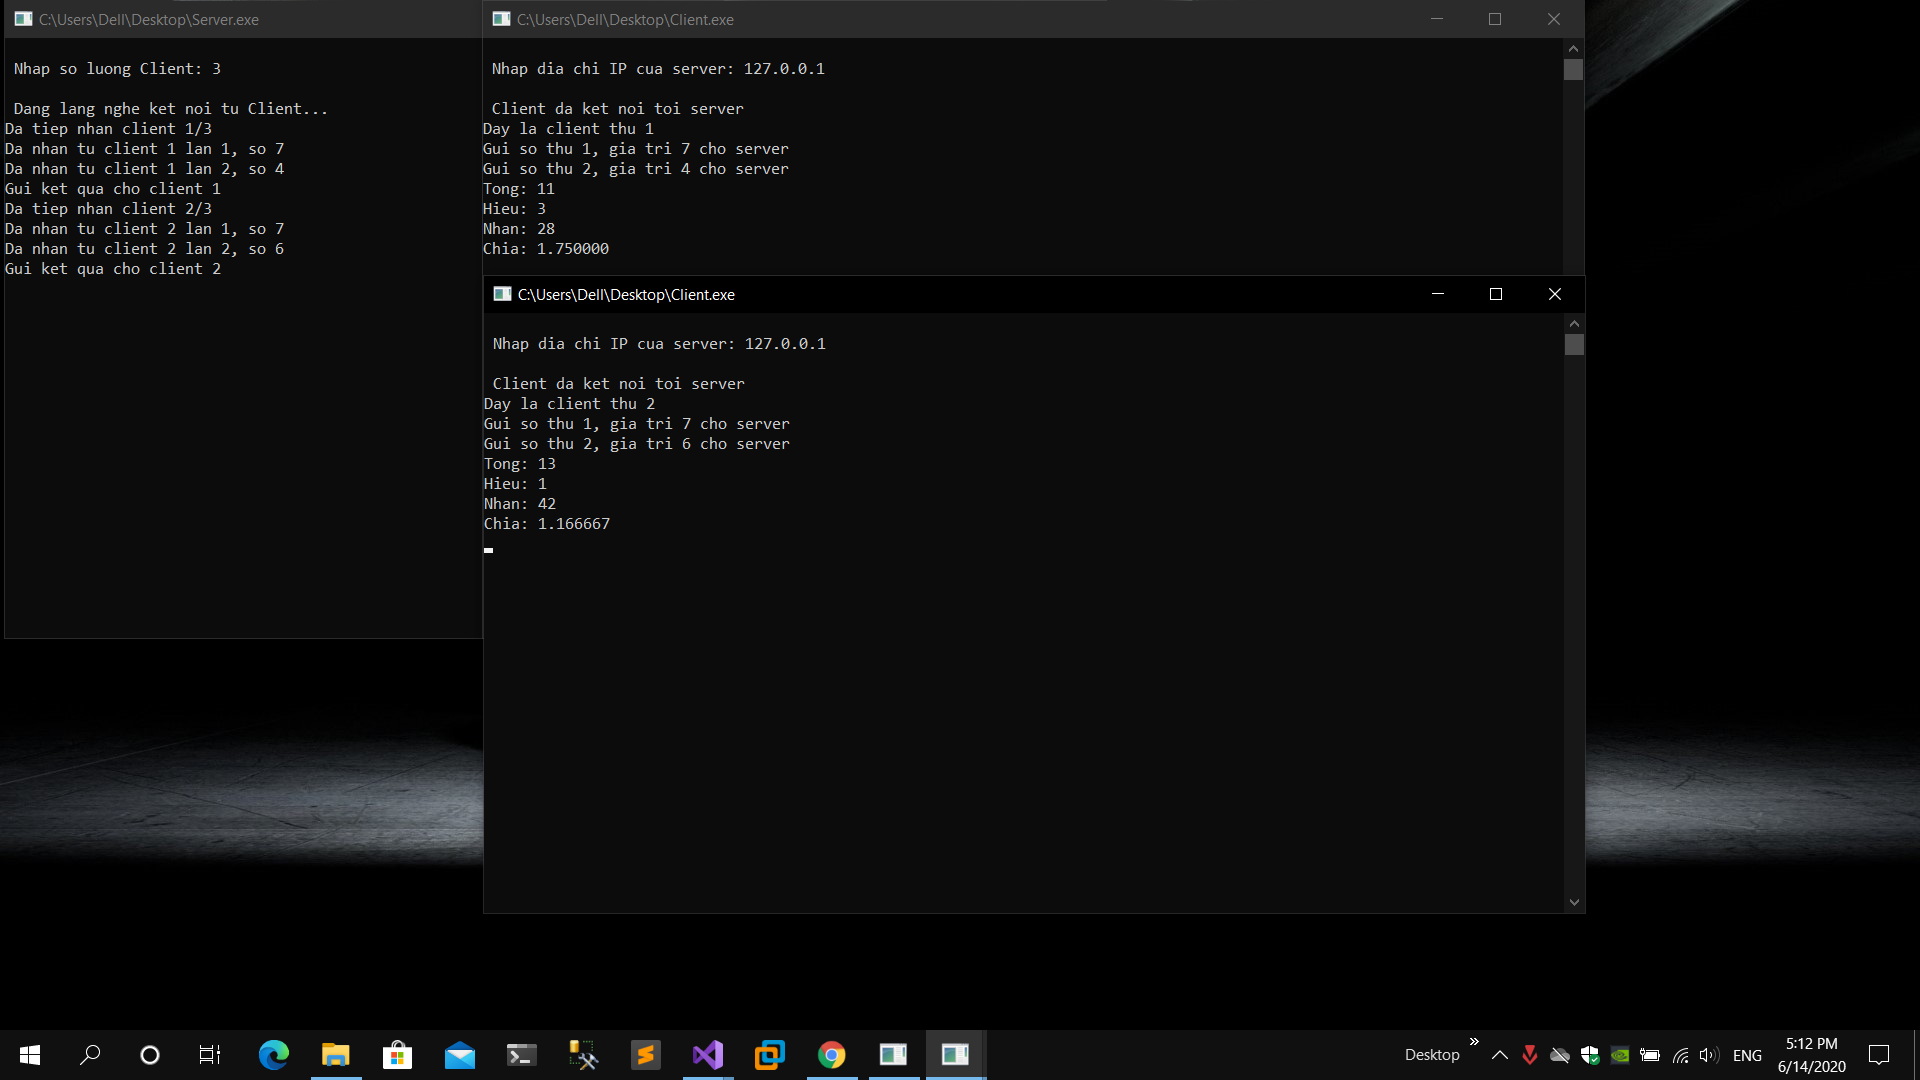 C:\Users\Dell\Desktop\Server.exe
Nhap so luong Client: 3
Dang lang nghe ket noi tu Client...
Da tiep nhan client 1/3
Da nhan tu client 1 lan 1, so 7
Da nhan tu client 1 lan 2, so 4
Gui ket qua cho client 1
Da tiep nhan client 2/3
Da nhan tu client 2 lan 1, so 7
Da nhan tu client 2 lan 2, so 6
Gui ket qua cho client 2
C:\Users\Dell\Desktop\Client.exe
Nhap dia chi IP cua server: 127.0.0.1
Client da ket noi toi server
Day la client thu 1
Gui so thu 1, gia tri 7 cho server
Gui so thu 2, gia tri 4 cho server
Tong: 11
Hieu: 3
Nhan: 28
Chia: 1.750000
C:\Users\Dell\Desktop\Client.exe
Nhap dia chi IP cua server: 127.0.0.1
Client da ket noi toi server
Day la client thu 2
Gui so thu 1, gia tri 7 cho server
Gui so thu 2, gia tri 6 cho server
Tong: 13
Hieu: 1
Nhan: 42
Chia: 1.166667
Desktop
ENG
5:12 PM
6/14/2020